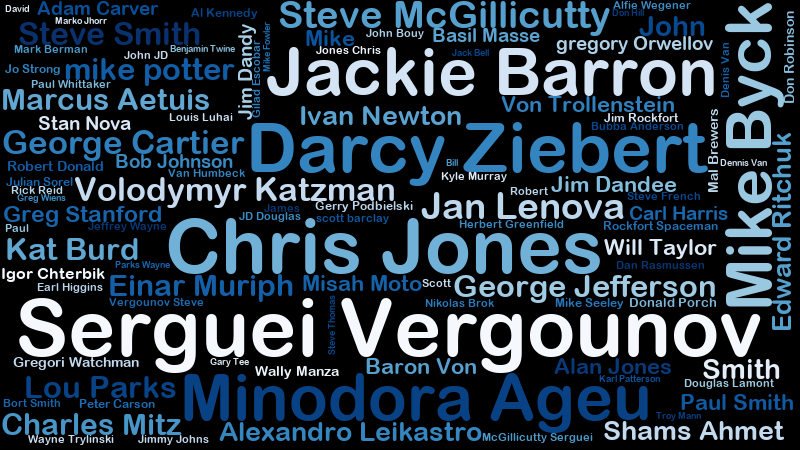 David
Adam Carver
Al Kennedy
Steve McGillicutty
Alfie Wegener
Marko Jhorr
Don Hill
Steve Smith
Benjamin Twine
Mike
John Bouy
Basil Masse
John
Mark Berman
John JD
Jim Dandy
Gilad Escobar
Mike Fowler
Jones Chris
Jack Bell
gregory Orwellov
Denis Van
Mike Byck
Don Robinson
Jo Strong
mike potter
Jackie Barron
Paul Whittaker
Marcus Aetuis
Von Trollenstein
Stan Nova
Louis Luhai
Ivan Newton
Jim Rockfort
Bubba Anderson
Mal Brewers
George Cartier
Darcy Ziebert
Bob Johnson
Bill
Dennis Van
Robert Donald
Van Humbeck
Kyle Murray
Julian Sorel
Rick Reid
Volodymyr Katzman
Robert
Jim Dandee
Greg Wiens
Steve French
Edward Ritchuk
Greg Stanford
James
Gerry Podbielski
Jan Lenova
Carl Harris
JD Douglas
scott barclay
Paul
Jeffrey Wayne
Herbert Greenfield
Rockfort Spaceman
Kat Burd
Chris Jones
Will Taylor
Parks Wayne
Dan Rasmussen
Igor Chterbik
Earl Higgins
Einar Muriph
Misah Moto
Scott
George Jefferson
Vergounov Steve
Nikolas Brok
Mike Seeley
Donald Porch
Serguei Vergounov
Steve Thomas
Gregori Watchman
Gary Tee
Wally Manza
Baron Von
Alan Jones
Smith
Karl Patterson
Douglas Lamont
Lou Parks
Minodora Ageu
Bort Smith
Peter Carson
Paul Smith
Troy Mann
Charles Mitz
Alexandro Leikastro
McGillicutty Serguei
Shams Ahmet
Wayne Trylinski
Jimmy Johns